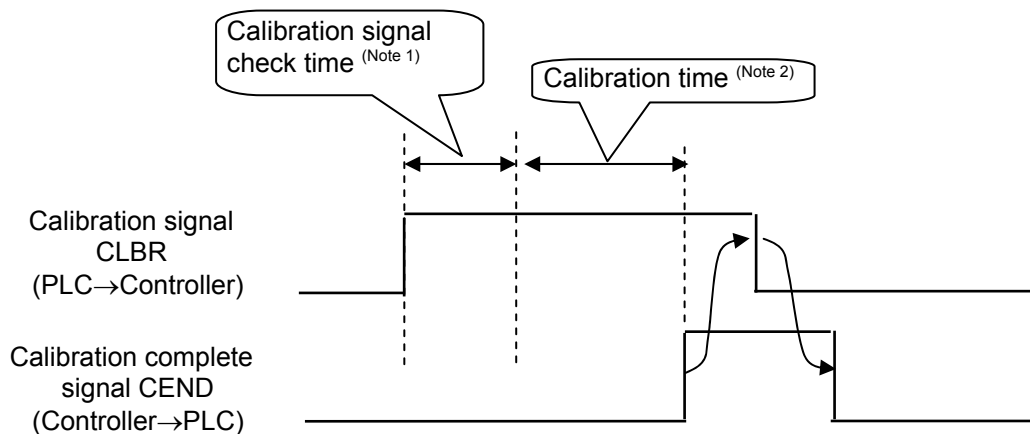 Calibration signal
check time (Note 1)
Calibration time (Note 2)
Calibration signal
CLBR
(PLC→Controller)
Calibration complete
signal CEND
(Controller→PLC)